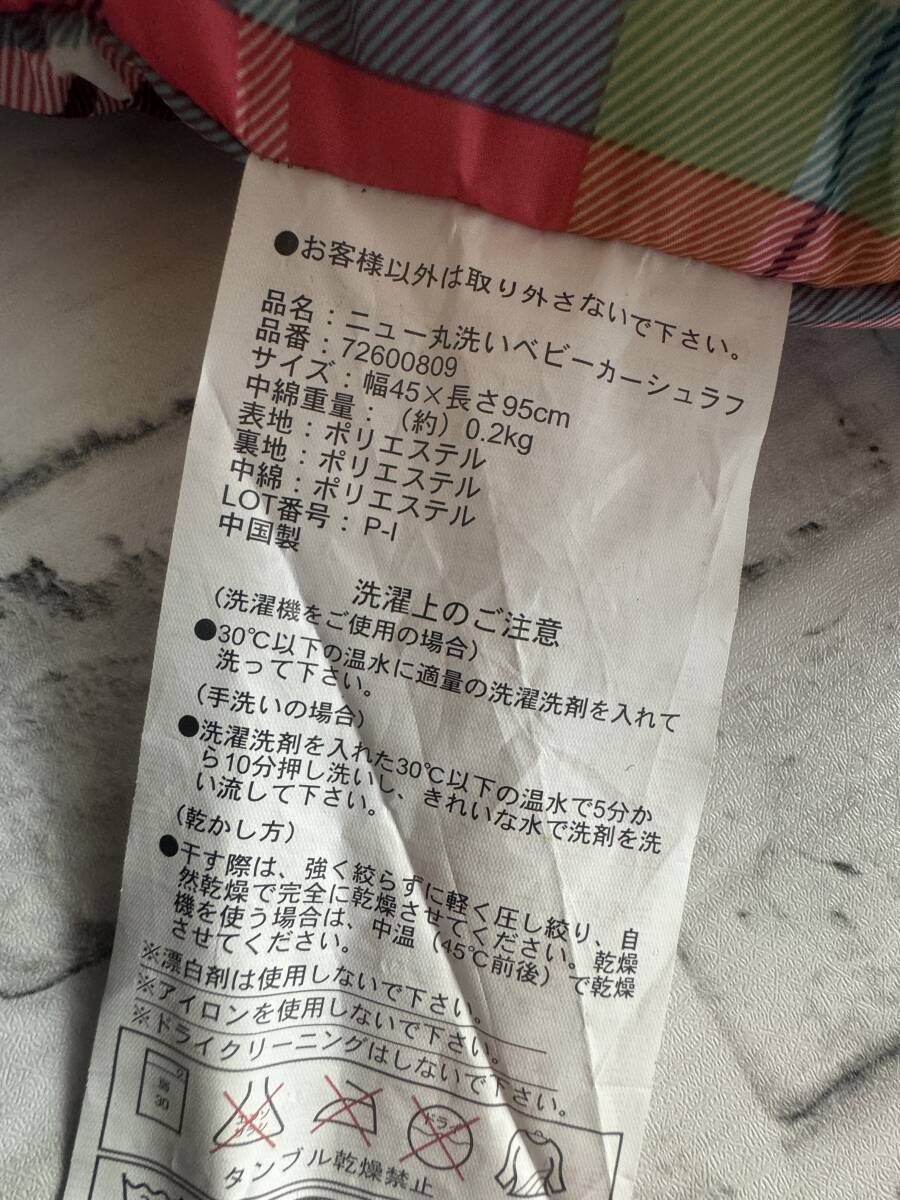 ●お客様以外は取り外さないで下さい。
品名：ニュー丸洗いベビーカーシュラフ
品番：72600809
サイズ：幅45×長さ95cm
中綿重量：（約）0.2kg
表地：ポリエステル
裏地：ポリエステル
中綿：ポリエステル
LOT番号：P-I
中国製
洗濯上のご注意
（洗濯機をご使用の場合）
●30℃以下の温水に適量の洗濯洗剤を入れて
洗って下さい。
（手洗いの場合）
●洗濯洗剤を入れた30℃以下の温水で5分か
ら10分押し洗いし、きれいな水で洗剤を洗
い流して下さい。
（乾かし方）
●干す際は、強く絞らずに軽く圧し絞り、自
然乾燥で完全に乾燥させてください。乾燥
機を使う場合は、中温（45℃前後）で乾燥
させてください。
※漂白剤は使用しないで下さい。
※アイロンを使用しないで下さい。
※ドライクリーニングはしないで下さい。
30
エンソ
サラシ
ドライ
タンブル乾燥禁止